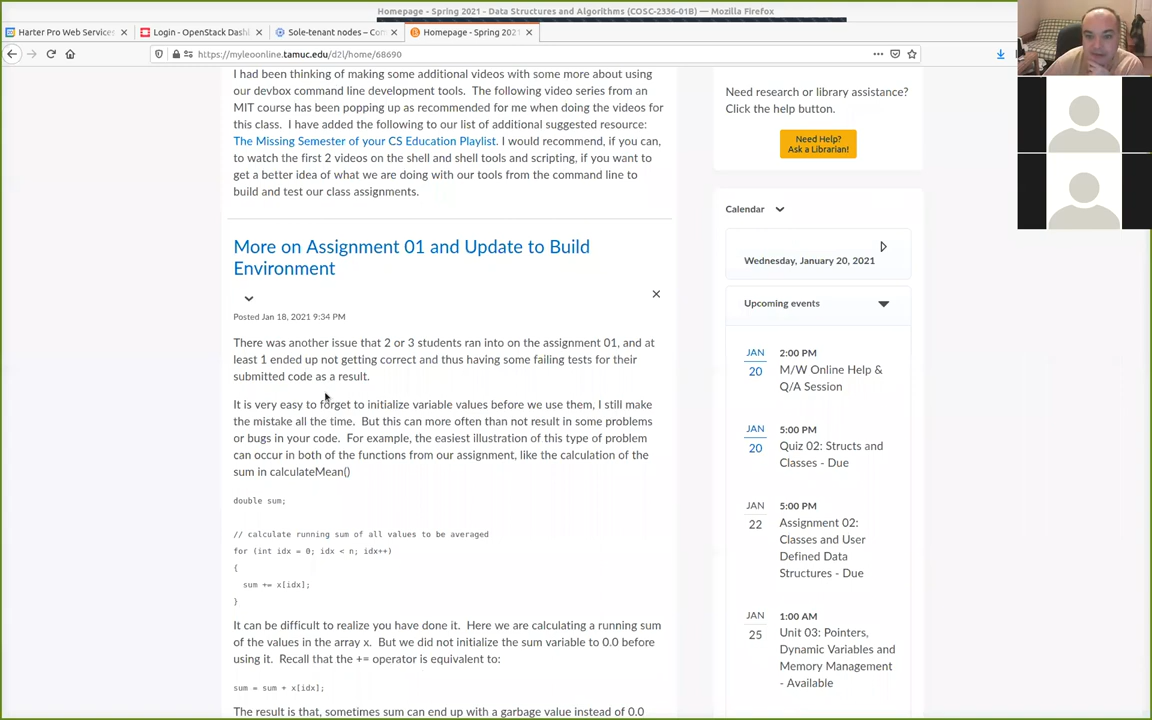 Homepage - Spring 2021 - Data Structures and Algorithms (COSC-2336-01B) — Mozilla Firefox
Harter Pro Web Services
Login - OpenStack Dashl
Sole-tenant nodes – Co
Homepage - Spring 2021
https://myleoonline.tamuc.edu/d2l/home/68690
I had been thinking of making some additional videos with some more about using
our devbox command line development tools. The following video series from an
MIT course has been popping up as recommended for me when doing the videos for
this class. I have added the following to our list of additional suggested resource:
The Missing Semester of your CS Education Playlist. I would recommend, if you can,
to watch the first 2 videos on the shell and shell tools and scripting, if you want to
get a better idea of what we are doing with our tools from the command line to
build and test our class assignments.
More on Assignment 01 and Update to Build
Environment
Posted Jan 18, 2021 9:34 PM
There was another issue that 2 or 3 students ran into on the assignment 01, and at
least 1 ended up not getting correct and thus having some failing tests for their
submitted code as a result.
It is very easy to forget to initialize variable values before we use them, I still make
the mistake all the time. But this can more often than not result in some problems
or bugs in your code. For example, the easiest illustration of this type of problem
can occur in both of the functions from our assignment, like the calculation of the
sum in calculateMean()
double sum;
// calculate running sum of all values to be averaged
for (int idx = 0; idx < n; idx++)
{
sum += x[idx];
}
It can be difficult to realize you have done it. Here we are calculating a running sum
of the values in the array x. But we did not initialize the sum variable to 0.0 before
using it. Recall that the += operator is equivalent to:
sum = sum + x[idx];
The result is that, sometimes sum can end up with a garbage value instead of 0.0
Need research or library assistance?
Click the help button.
Need Help?
Ask a Librarian!
Calendar
Wednesday, January 20, 2021
Upcoming events
JAN
20
2:00 PM
M/W Online Help &
Q/A Session
JAN
20
5:00 PM
Quiz 02: Structs and
Classes - Due
JAN
22
5:00 PM
Assignment 02:
Classes and User
Defined Data
Structures - Due
JAN
25
1:00 AM
Unit 03: Pointers,
Dynamic Variables and
Memory Management
- Available